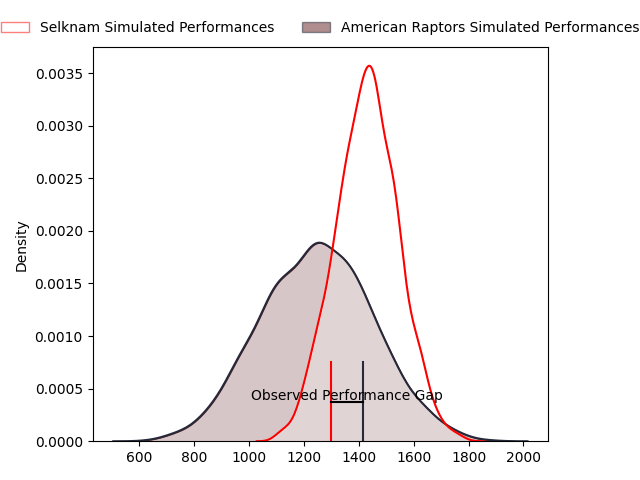 Selknam Simulated Performances
American Raptors Simulated Performances
Density
0.0035
0.0030
0.0025
0.0020
0.0015
0.0010
0.0005
0.0000
Observed Performance Gap
600 800 1000 1200 1400 1600 1800 2000